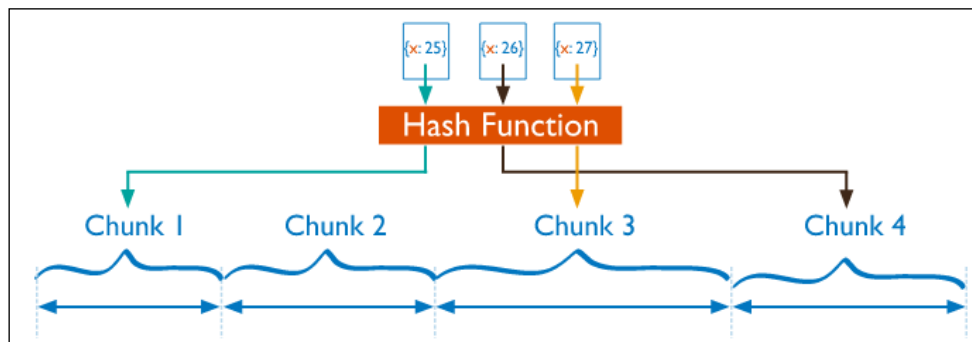 {x: 25} {x: 26} {x: 27}
Hash Function
Chunk 1 Chunk 2 Chunk 3 Chunk 4